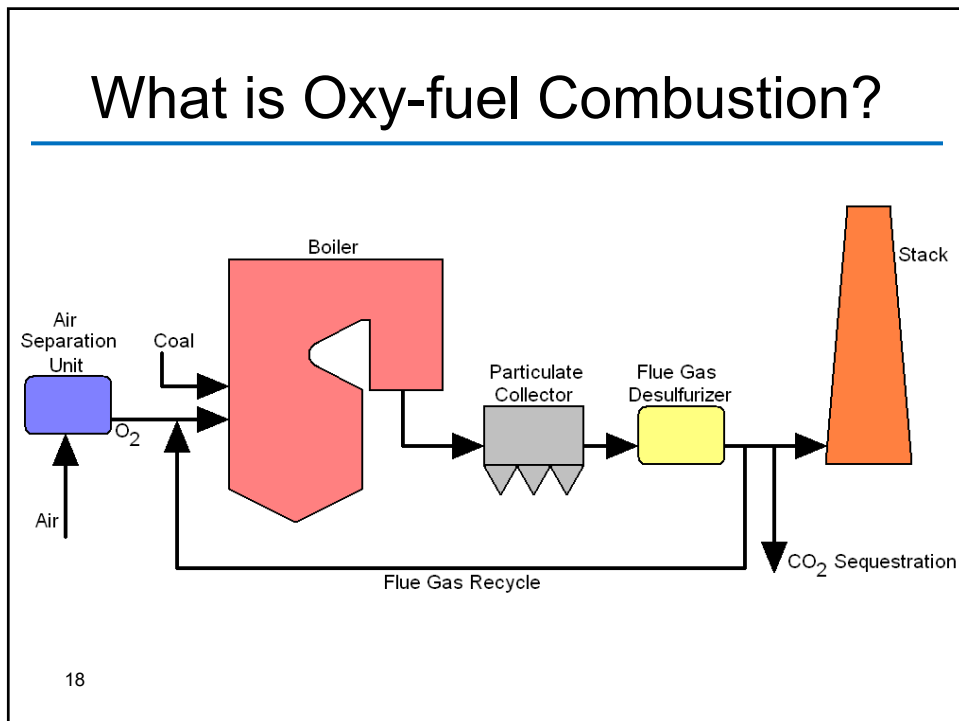 What is Oxy-fuel Combustion?
Boiler
Stack
Air
Separation
Unit
Coal
Particulate
Collector
Flue Gas
Desulfurizer
O2
Air
Flue Gas Recycle
CO2 Sequestration
18